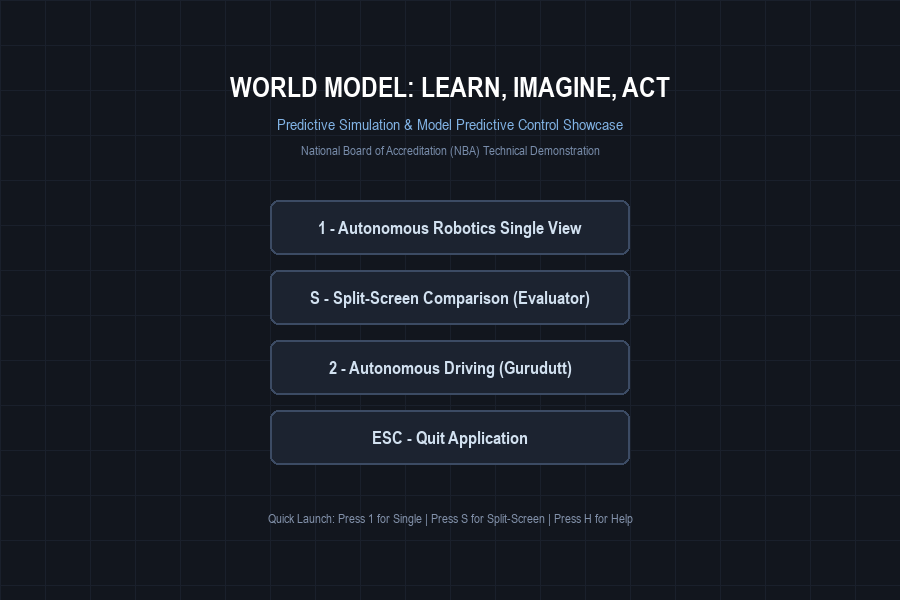 WORLD MODEL: LEARN, IMAGINE, ACT
Predictive Simulation & Model Predictive Control Showcase
National Board of Accreditation (NBA) Technical Demonstration
1 - Autonomous Robotics Single View
S - Split-Screen Comparison (Evaluator)
2 - Autonomous Driving (Gurudutt)
ESC - Quit Application
Quick Launch: Press 1 for Single | Press S for Split-Screen | Press H for Help